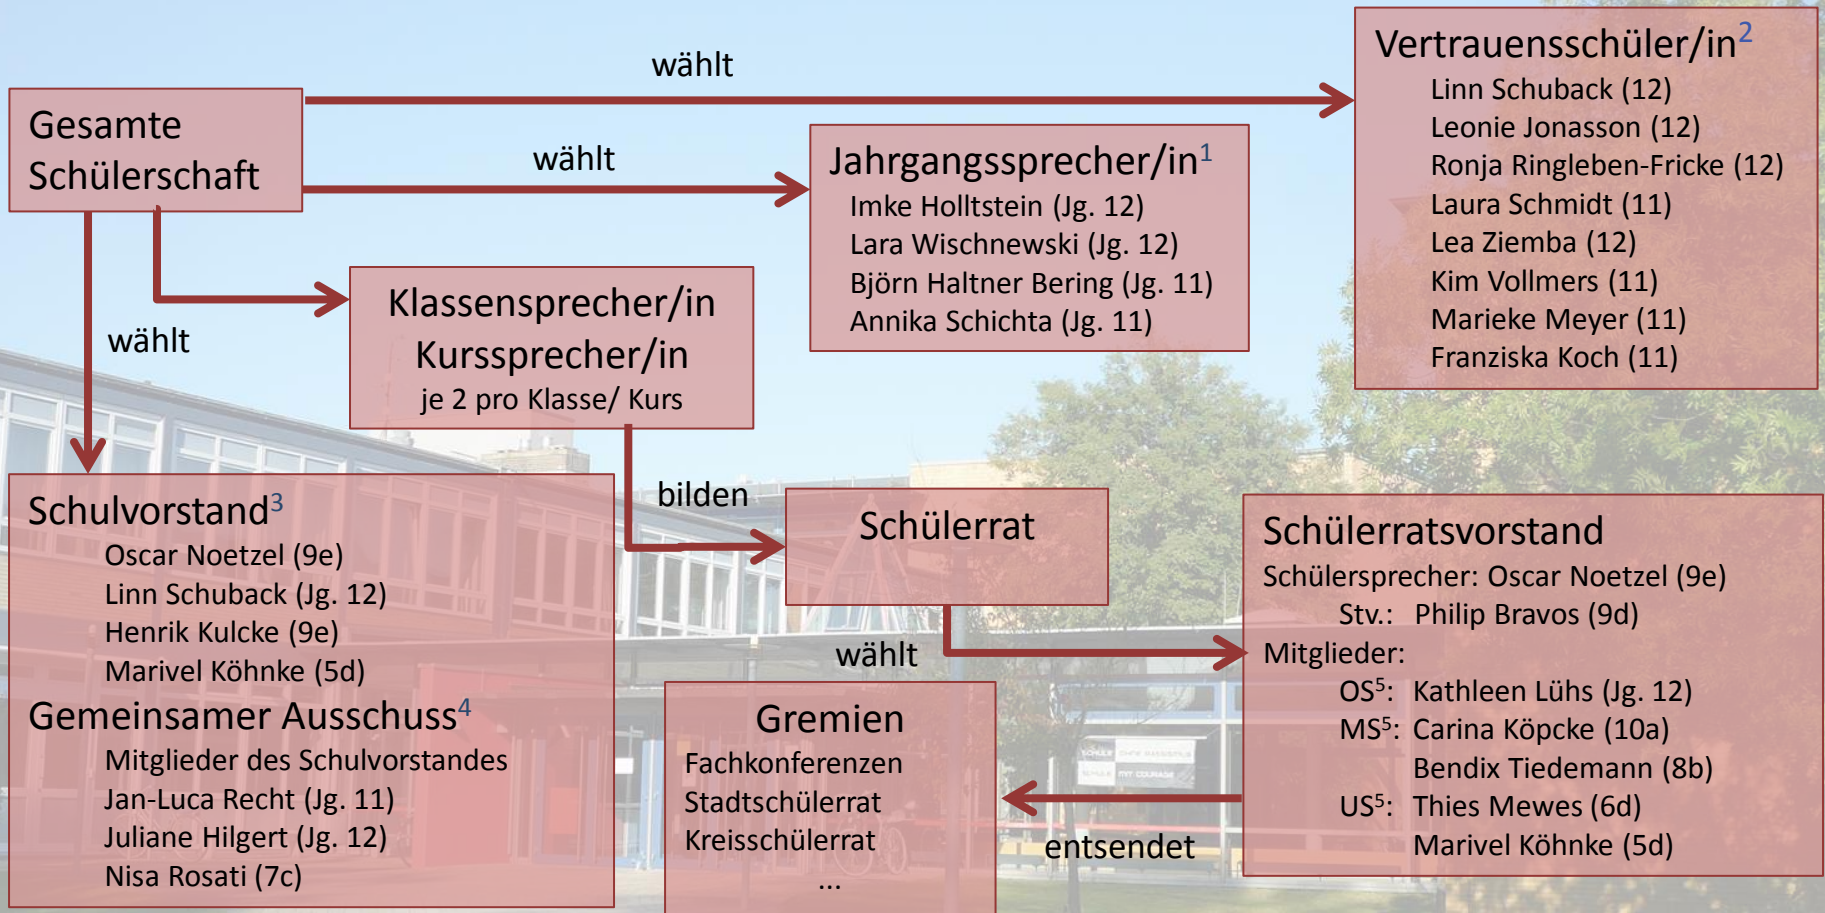 Gesamte
Schülerschaft
wählt
wählt
wählt
Vertrauensschüler/in²
Linn Schuback (12)
Leonie Jonasson (12)
Ronja Ringleben-Fricke (12)
Laura Schmidt (11)
Lea Ziemba (12)
Kim Vollmers (11)
Marieke Meyer (11)
Franziska Koch (11)
Jahrgangssprecher/in¹
Imke Holltstein (Jg. 12)
Lara Wischnewski (Jg. 12)
Björn Haltner Bering (Jg. 11)
Annika Schichta (Jg. 11)
Klassensprecher/in
Kurssprecher/in
je 2 pro Klasse/ Kurs
bilden
Schulvorstand³
Oscar Noetzel (9e)
Linn Schuback (Jg. 12)
Henrik Kulcke (9e)
Marivel Köhnke (5d)
Gemeinsamer Ausschuss⁴
Mitglieder des Schulvorstandes
Jan-Luca Recht (Jg. 11)
Juliane Hilgert (Jg. 12)
Nisa Rosati (7c)
Schülerrat
wählt
Schülerratsvorstand
Schülersprecher: Oscar Noetzel (9e)
Stv.: Philip Bravos (9d)
Mitglieder:
OS⁵: Kathleen Lühs (Jg. 12)
MS⁵: Carina Köpcke (10a)
Bendix Tiedemann (8b)
US⁵: Thies Mewes (6d)
Marivel Köhnke (5d)
entsendet
Gremien
Fachkonferenzen
Stadtschülerrat
Kreisschülerrat
...
SCHULE OHNE RASSISMUS
SCHULE MIT COURAGE